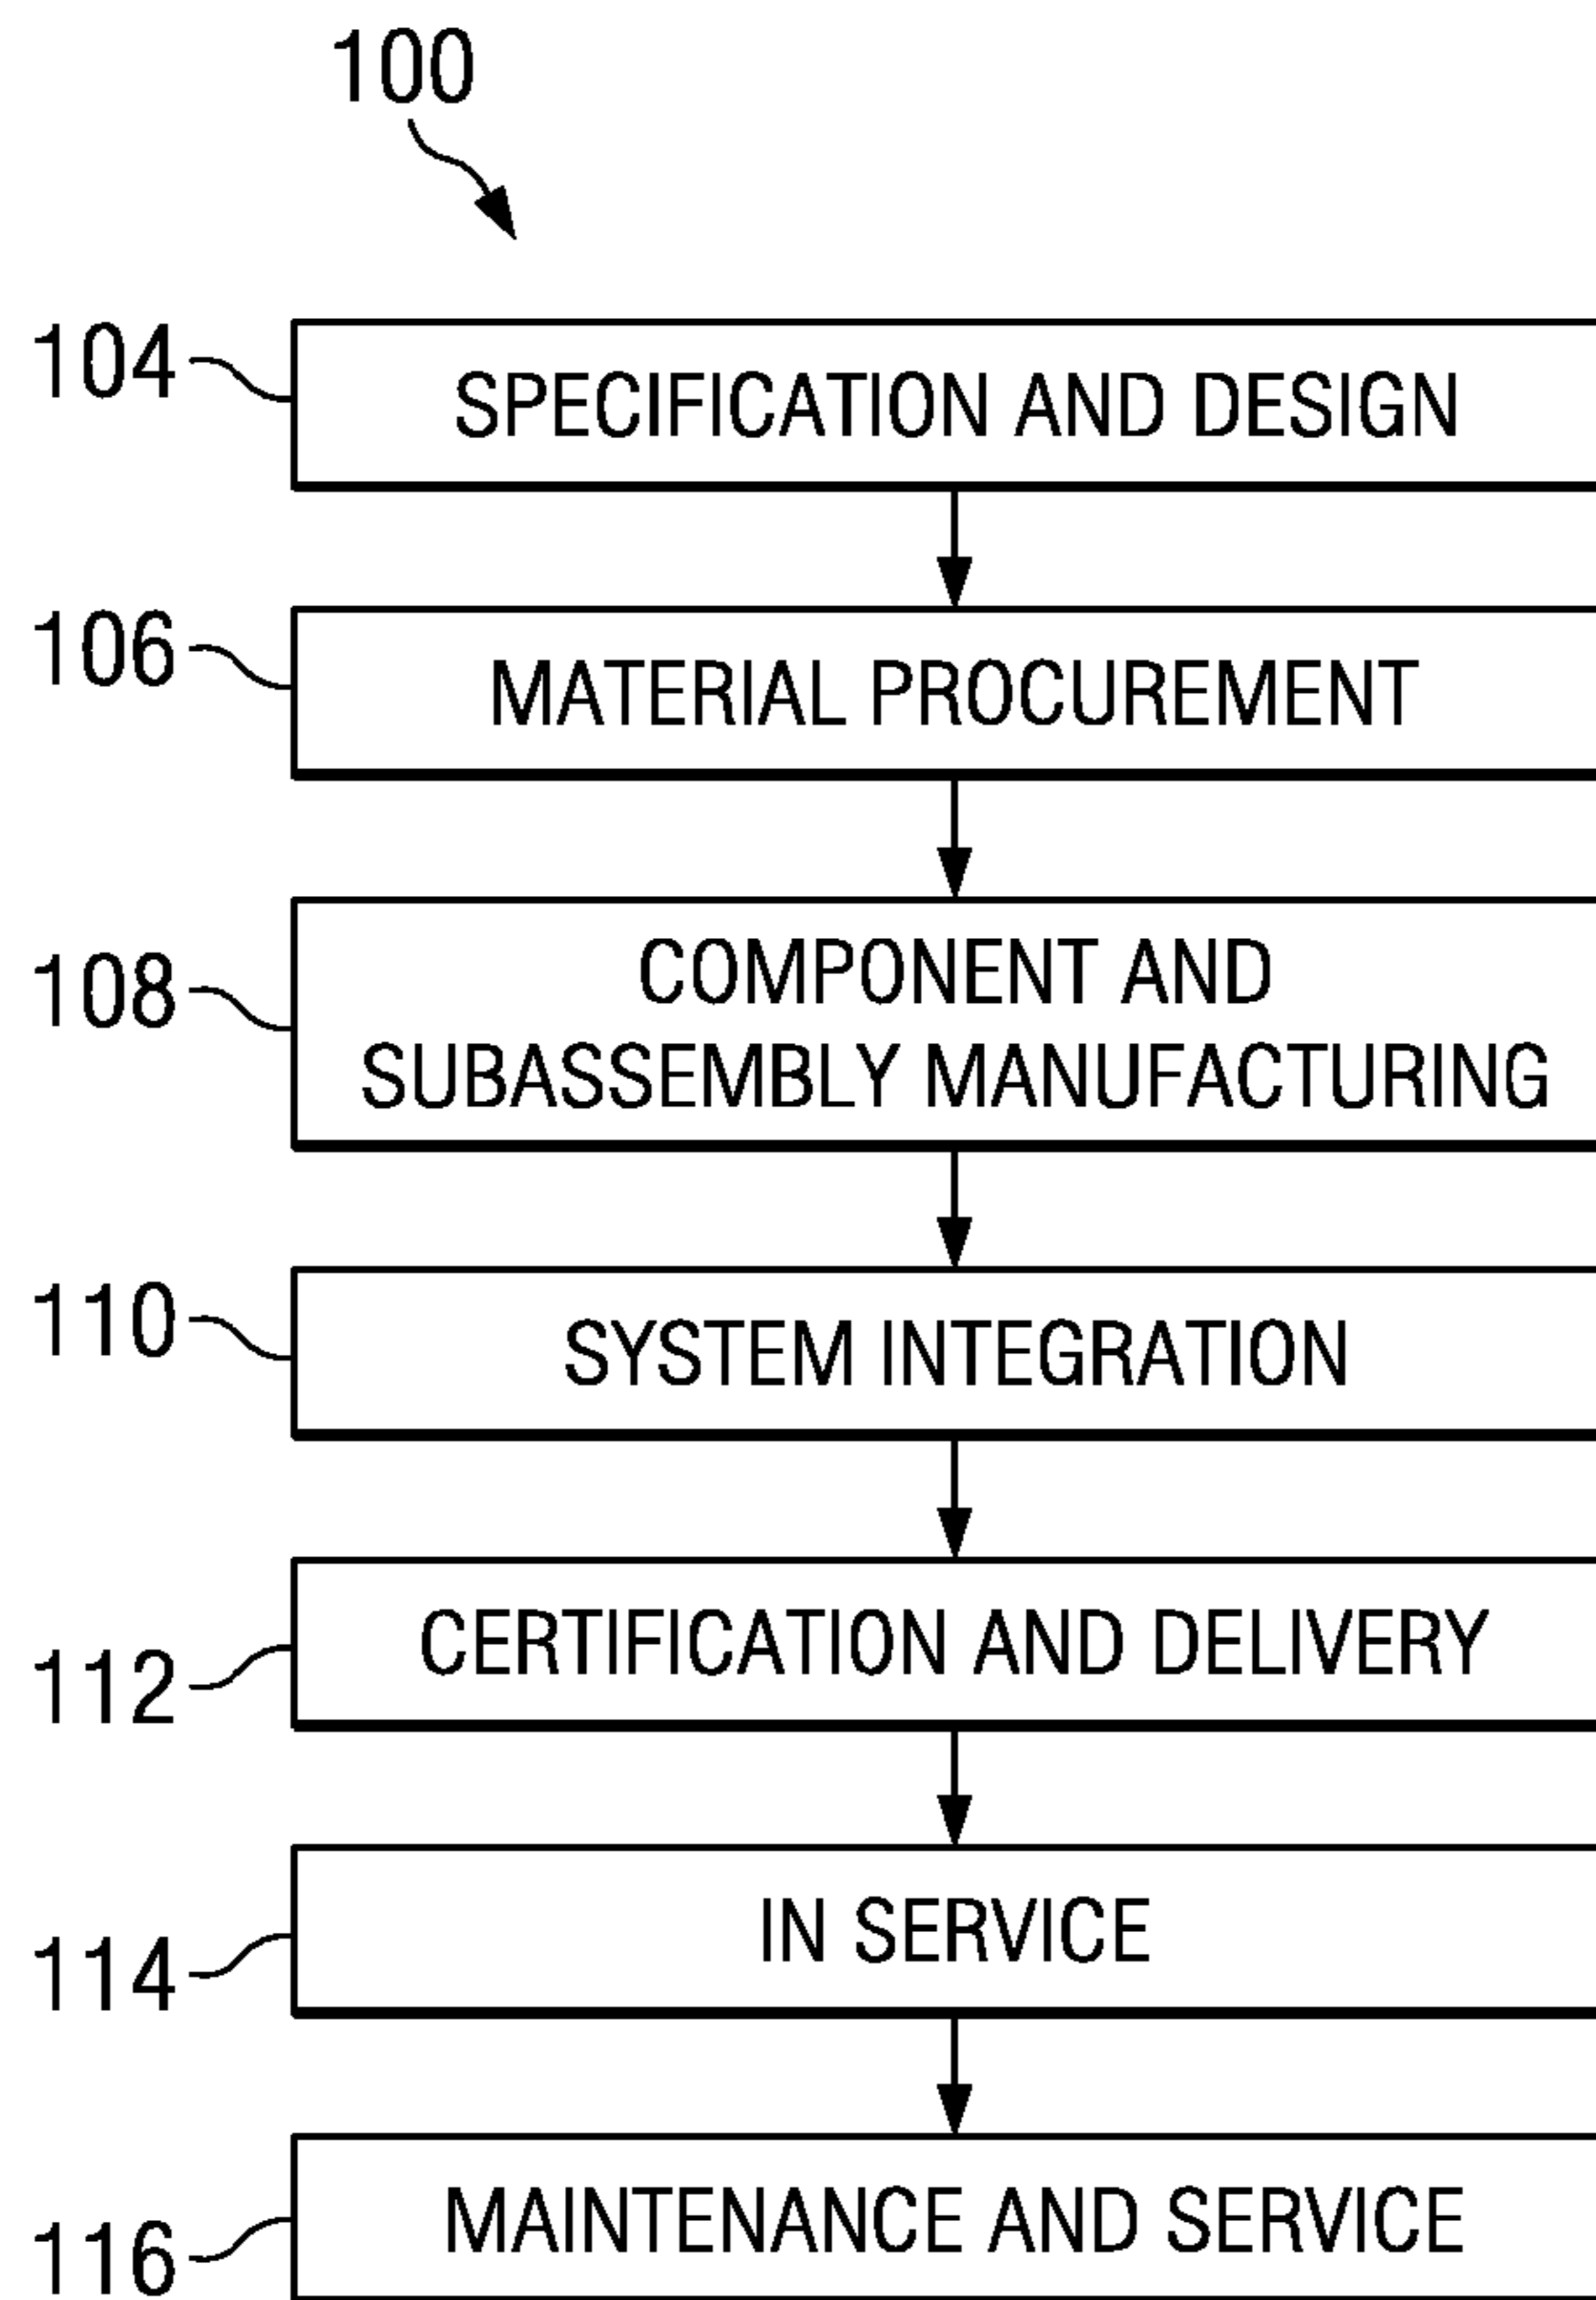 100
104
SPECIFICATION AND DESIGN
106
MATERIAL PROCUREMENT
108
COMPONENT AND
SUBASSEMBLY MANUFACTURING
110
SYSTEM INTEGRATION
112
CERTIFICATION AND DELIVERY
114
IN SERVICE
116
MAINTENANCE AND SERVICE